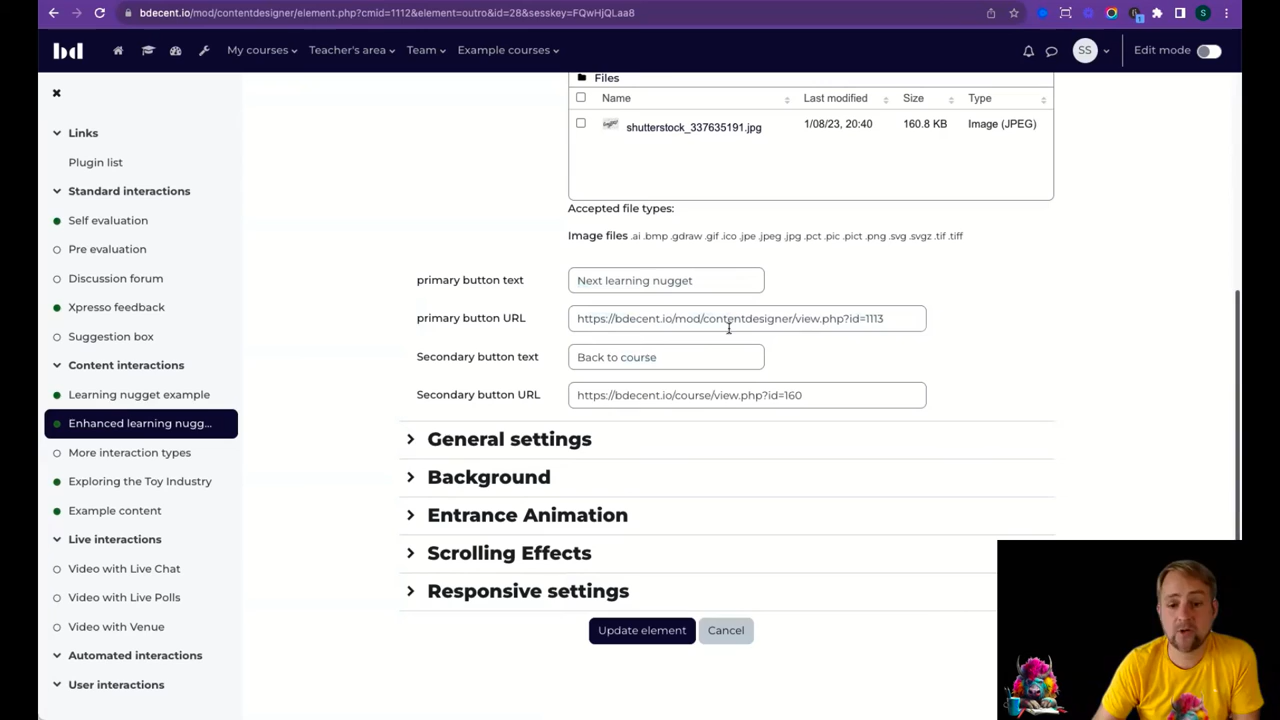 bdecent.io/mod/contentdesigner/element.php?cmid=1112&element=outro&id=28&sesskey=FQwHjQLaa8
bd
My courses
Teacher's area
Team
Example courses
SS
Edit mode
Links
Plugin list
Standard interactions
Self evaluation
Pre evaluation
Discussion forum
Xpresso feedback
Suggestion box
Content interactions
Learning nugget example
Enhanced learning nugg...
More interaction types
Exploring the Toy Industry
Example content
Live interactions
Video with Live Chat
Video with Live Polls
Video with Venue
Automated interactions
User interactions
Files
Name Last modified Size Type
shutterstock_337635191.jpg 1/08/23, 20:40 160.8 KB Image (JPEG)
Accepted file types:
Image files .ai .bmp .gdraw .gif .ico .jpe .jpeg .jpg .pct .pic .pict .png .svg .svgz .tif .tiff
primary button text Next learning nugget
primary button URL https://bdecent.io/mod/contentdesigner/view.php?id=1113
Secondary button text Back to course
Secondary button URL https://bdecent.io/course/view.php?id=160
General settings
Background
Entrance Animation
Scrolling Effects
Responsive settings
Update element Cancel